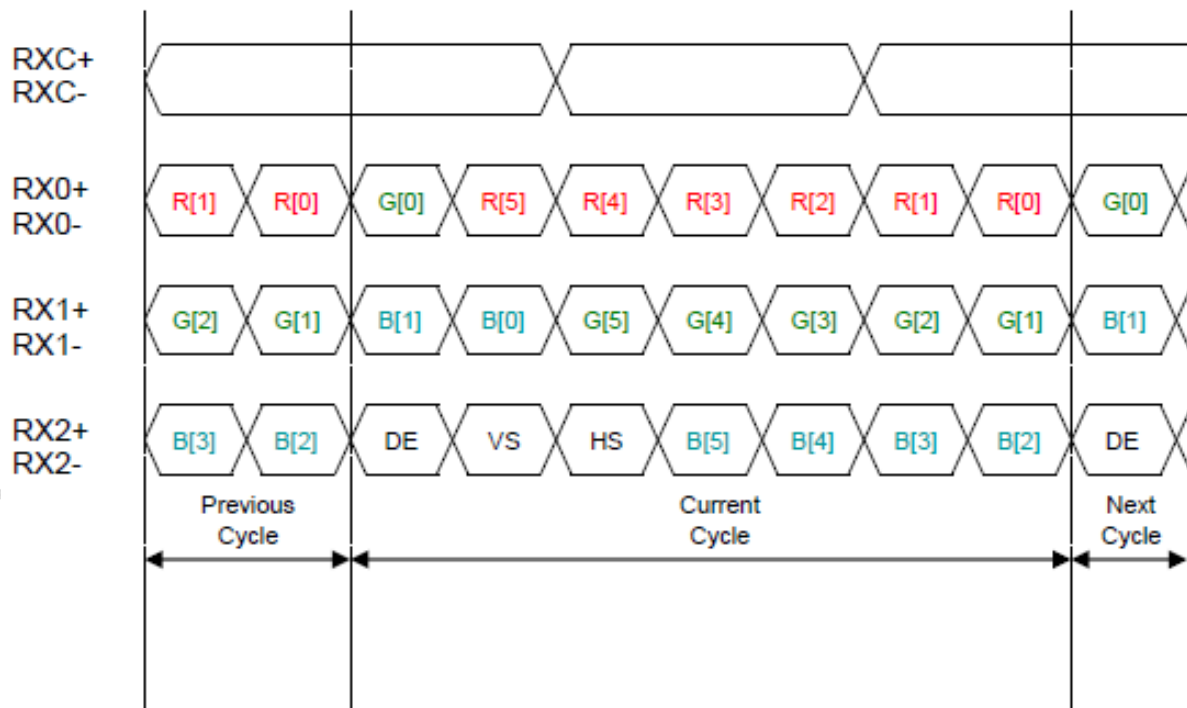 RXC+
RXC-
RX0+
RX0-
R[1] R[0] G[0] R[5] R[4] R[3] R[2] R[1] R[0] G[0]
RX1+
RX1-
G[2] G[1] B[1] B[0] G[5] G[4] G[3] G[2] G[1] B[1]
RX2+
RX2-
B[3] B[2] DE VS HS B[5] B[4] B[3] B[2] DE
Previous
Cycle
Current
Cycle
Next
Cycle